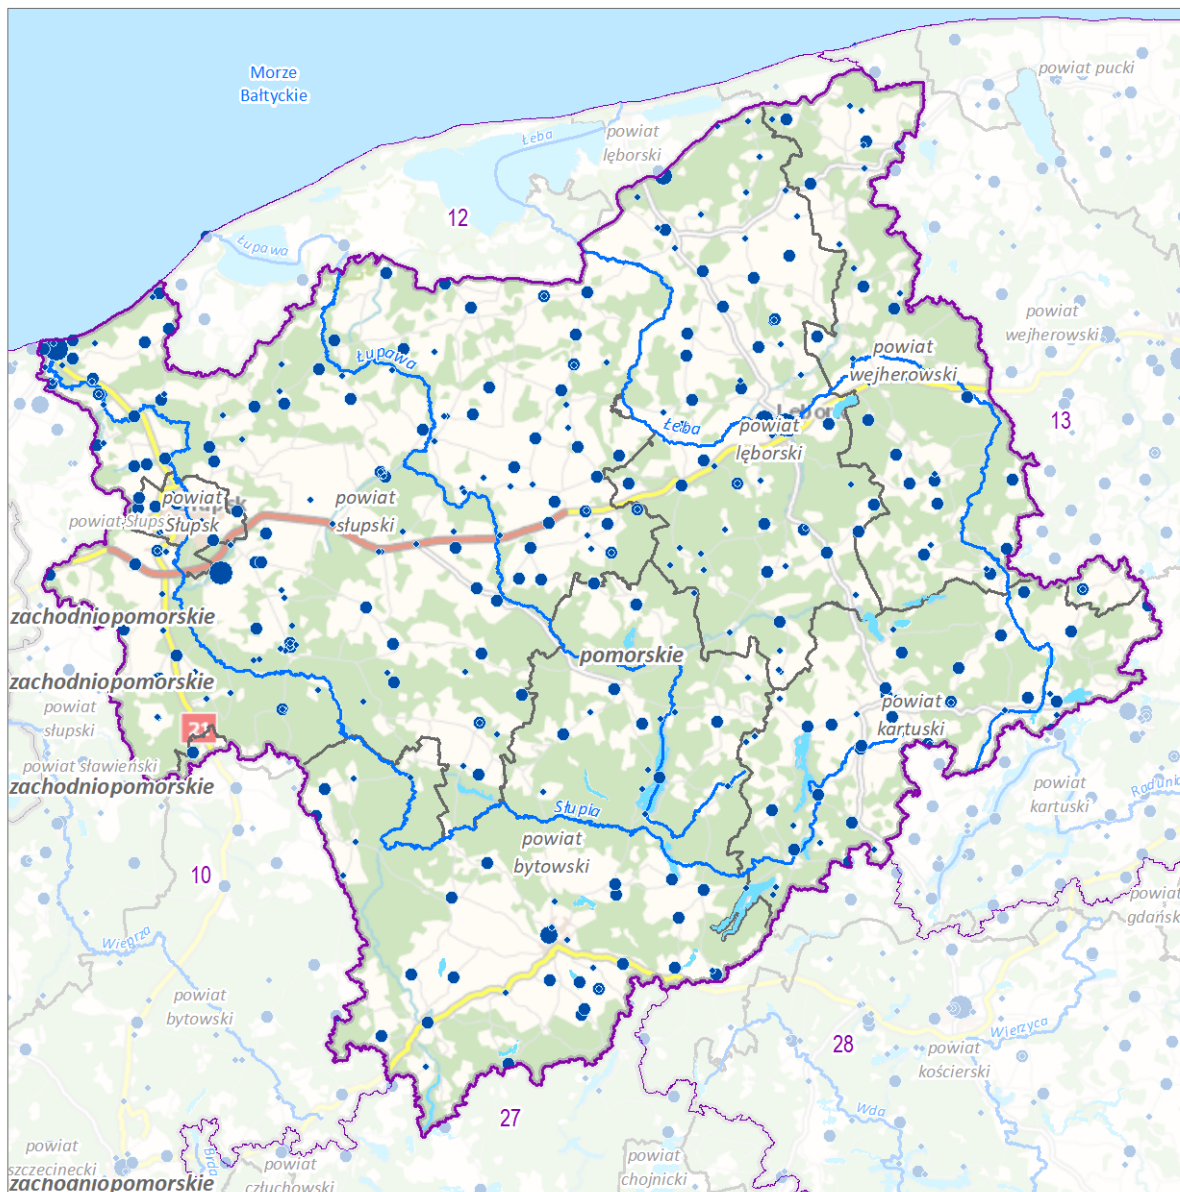 Morze
Bałtyckie
powiat pucki
Łeba
powiat
lęborski
12
Łupawa
powiat
wejherowski
Łupawa
powiat
wejherowski
13
Łeba
powiat
lęborski
powiat
Słupsk
powiat Słups
powiat
słupski
zachodniopomorskie
pomorskie
zachodniopomorskie
powiat
słupski
21
powiat
kartuski
powiat sławieński
zachodniopomorskie
powiat
kartuski
Radunia
Słupia
powiat
bytowski
10
powiat
gdańsk
Wieprza
powiat
bytowski
Wierzyca
28
powiat
kościerski
27
Wda
powiat
szczecinecki
Brda
powiat
człuchowski
powiat
chojnicki
zachodniopomorskie